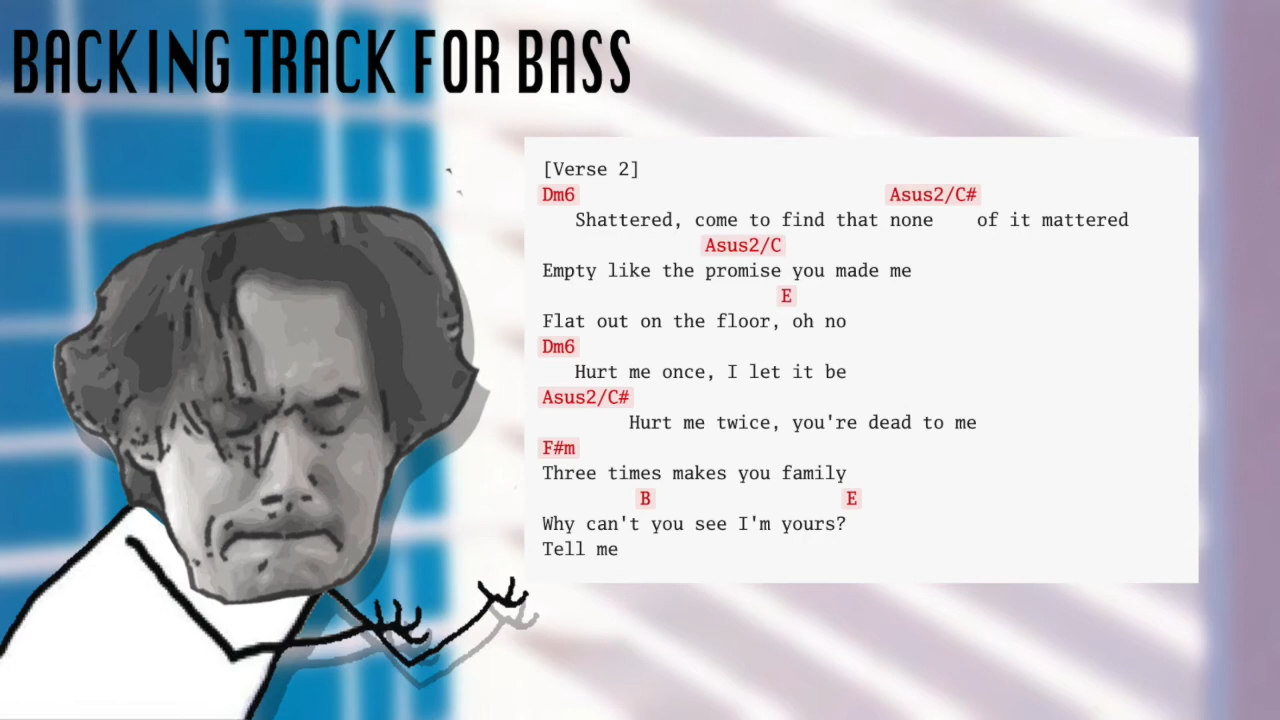 BACKING TRACK FOR BASS
[Verse 2]
Dm6 Asus2/C#
Shattered, come to find that none of it mattered
Asus2/C
Empty like the promise you made me
E
Flat out on the floor, oh no
Dm6
Hurt me once, I let it be
Asus2/C#
Hurt me twice, you're dead to me
F#m
Three times makes you family
B E
Why can't you see I'm yours?
Tell me